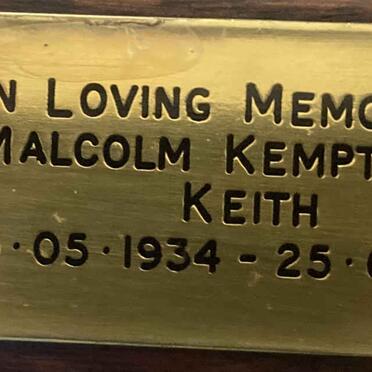 N LOVING MEMO
MALCOLM KEMPT
KEITH
·05·1934 - 25·